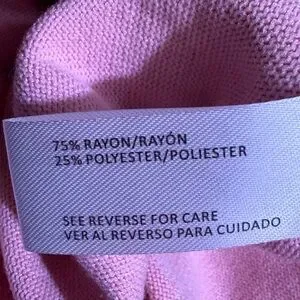 75% RAYON/RAYÓN
25% POLYESTER/POLIESTER
SEE REVERSE FOR CARE
VER AL REVERSO PARA CUIDADO